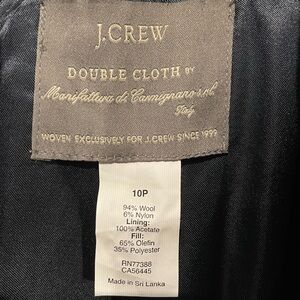 J.CREW
DOUBLE CLOTH BY
Manifattura di Carmignano s.r.l.
Italy
WOVEN EXCLUSIVELY FOR J.CREW SINCE 1999
10P
94% Wool
6% Nylon
Lining:
100% Acetate
Fill:
65% Olefin
35% Polyester
RN77388
CA56445
Made in Sri Lanka